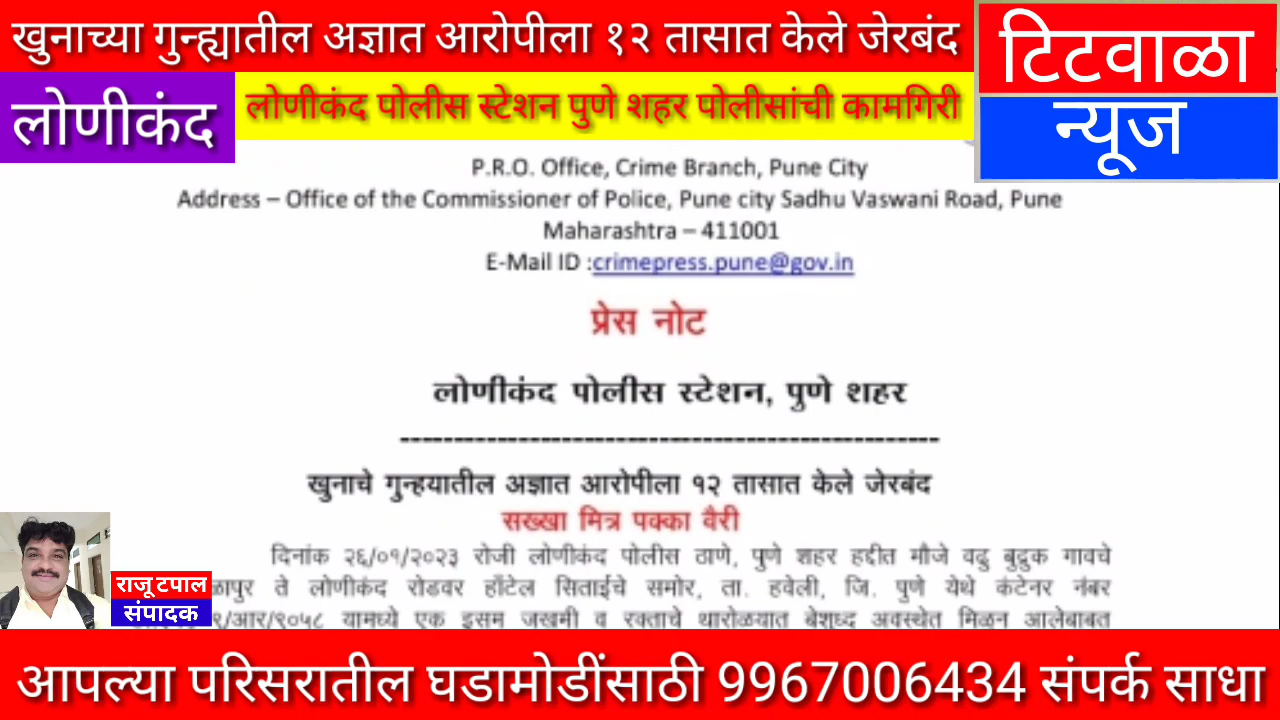 खुनाच्या गुन्ह्यातील अज्ञात आरोपीला १२ तासात केले जेरबंद
टिटवाळा
न्यूज
लोणीकंद
लोणीकंद पोलीस स्टेशन पुणे शहर पोलीसांची कामगिरी
P.R.O. Office, Crime Branch, Pune City
Address – Office of the Commissioner of Police, Pune city Sadhu Vaswani Road, Pune
Maharashtra – 411001
E-Mail ID :crimepress.pune@gov.in
प्रेस नोट
लोणीकंद पोलीस स्टेशन, पुणे शहर
--------------------------------------------------
खुनाचे गुन्हयातील अज्ञात आरोपीला १२ तासात केले जेरबंद
सख्खा मित्र पक्का वैरी
दिनांक २६/०१/२०२३ रोजी लोणीकंद पोलीस ठाणे, पुणे शहर हद्दीत मौजे वढु बुद्रुक गावचे
ळापुर ते लोणीकंद रोडवर हॉटेल सिताईचे समोर, ता. हवेली, जि. पुणे येथे कंटेनर नंबर
९/आर/९०५८ यामध्ये एक इसम जखमी व रक्ताचे थारोळयात बेशुध्द अवस्थेत मिळुन आलेबाबत
राजू टपाल
संपादक
आपल्या परिसरातील घडामोडींसाठी 9967006434 संपर्क साधा